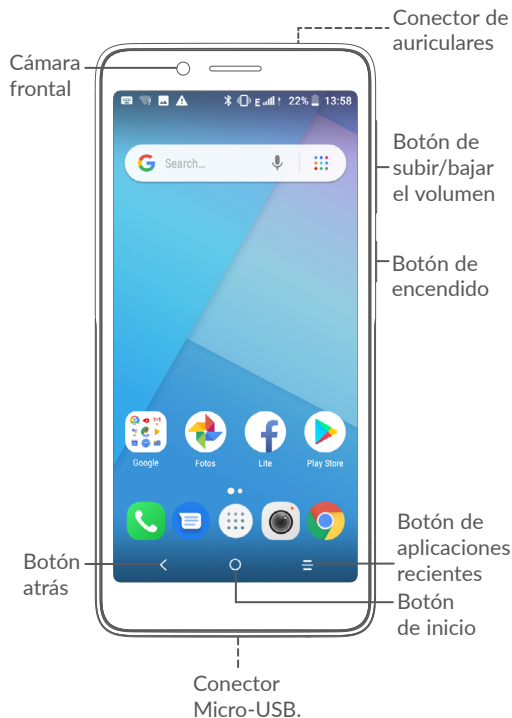 Conector de
auriculares
Cámara
frontal
E 22% 13:58
Search...
Botón de
subir/bajar
el volumen
Botón de
encendido
Google Fotos Lite Play Store
Botón de
aplicaciones
recientes
Botón
atrás
Botón
de inicio
Conector
Micro-USB.